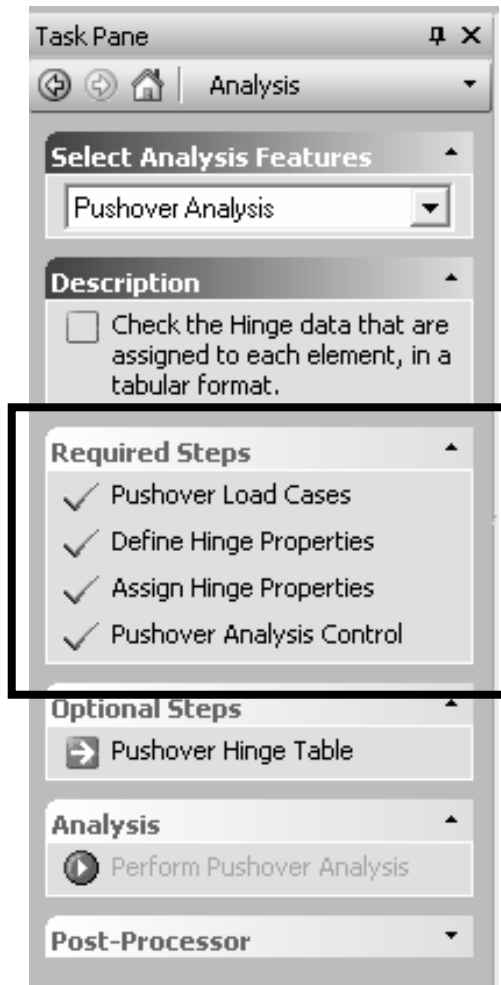 Task Pane
Analysis
Select Analysis Features
Pushover Analysis
Description
Check the Hinge data that are
assigned to each element, in a
tabular format.
Required Steps
Pushover Load Cases
Define Hinge Properties
Assign Hinge Properties
Pushover Analysis Control
Optional Steps
Pushover Hinge Table
Analysis
Perform Pushover Analysis
Post-Processor